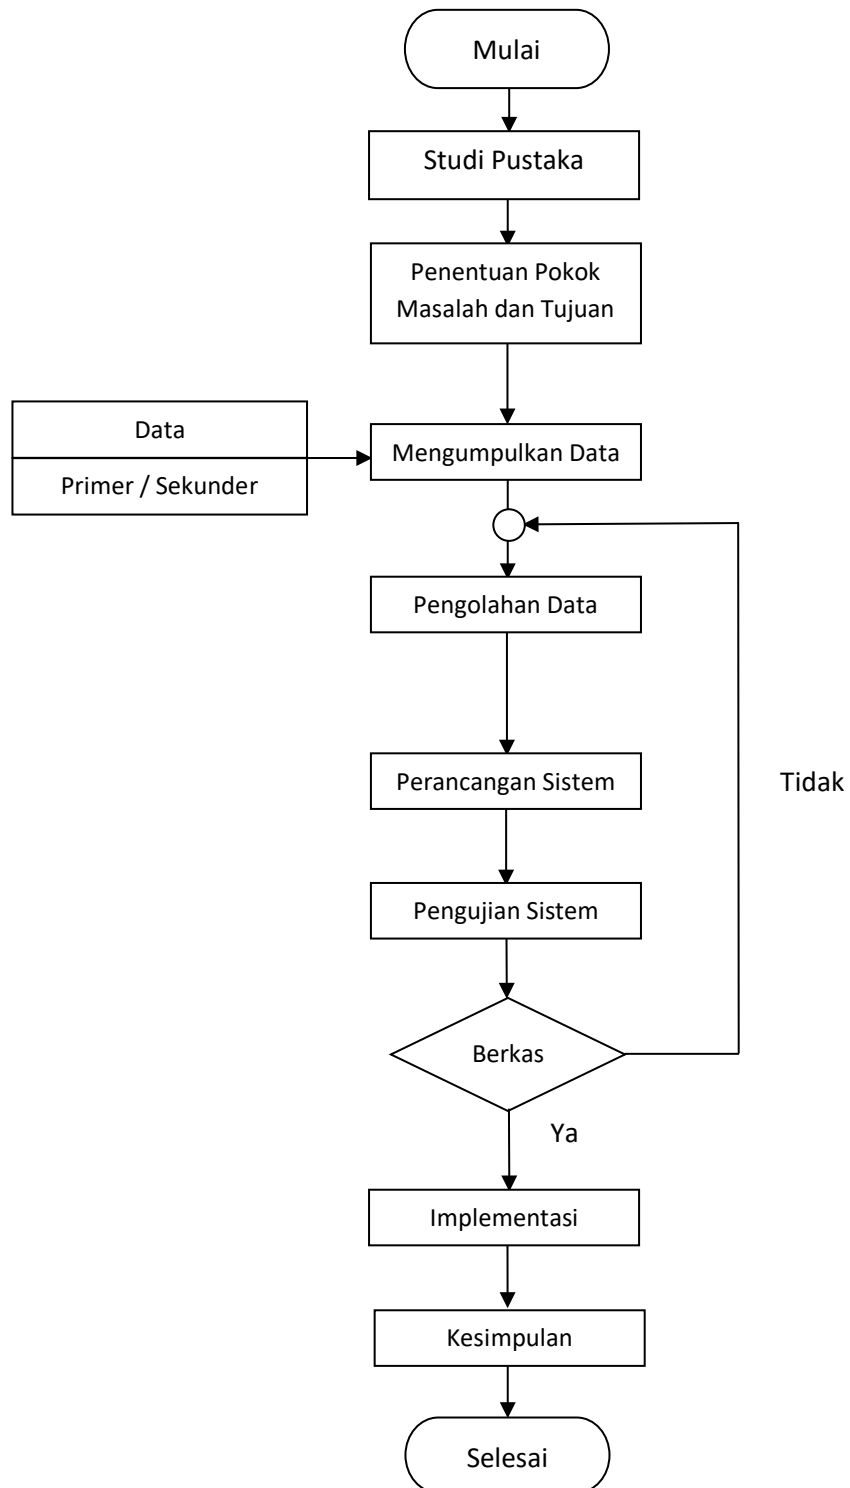 Mulai
Studi Pustaka
Penentuan Pokok
Masalah dan Tujuan
Data
Primer / Sekunder
Mengumpulkan Data
Pengolahan Data
Perancangan Sistem
Tidak
Pengujian Sistem
Berkas
Ya
Implementasi
Kesimpulan
Selesai